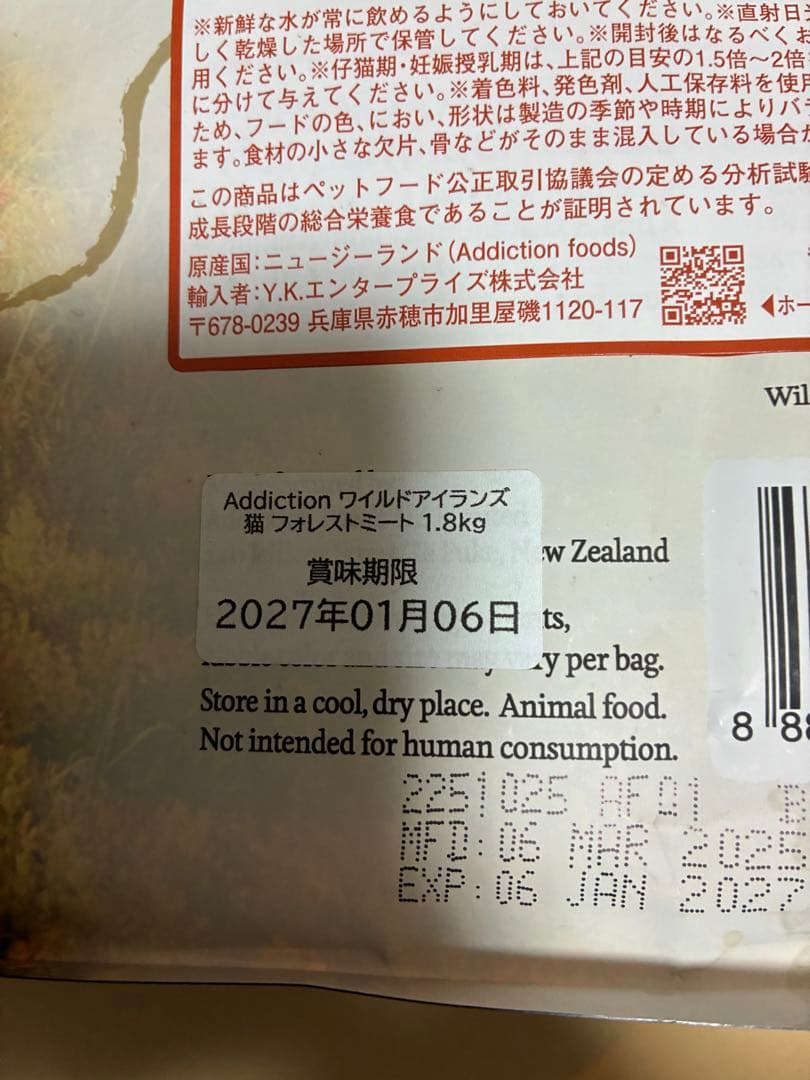 ※新鮮な水が常に飲めるようにしておいてください。※直射日光
しく乾燥した場所で保管してください。※開封後はなるべくお
用ください。※仔猫期・妊娠授乳期は、上記の目安の1.5倍〜2倍
に分けて与えてください。※着色料、発色剤、人工保存料を使用
ため、フードの色、におい、形状は製造の季節や時期によりバラ
ます。食材の小さな欠片、骨などがそのまま混入している場合が
この商品はペットフード公正取引協議会の定める分析試験
成長段階の総合栄養食であることが証明されています。
原産国:ニュージーランド(Addiction foods)
輸入者:Y.K.エンタープライズ株式会社
〒678-0239 兵庫県赤穂市加里屋磯1120-117
◀ホー
Wil
Addiction ワイルドアイランズ
猫 フォレストミート 1.8kg
賞味期限
2027年01月06日
ew Zealand
ts,
may vary per bag.
Store in a cool, dry place. Animal food.
Not intended for human consumption.
8 88
2251025 AF01 B
MFD: 06 MAR 2025
EXP: 06 JAN 2027